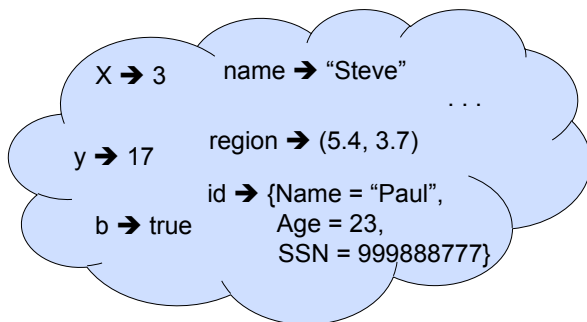 X ➔ 3
name ➔ “Steve”
. . .
y ➔ 17
region ➔ (5.4, 3.7)
b ➔ true
id ➔ {Name = “Paul”,
Age = 23,
SSN = 999888777}